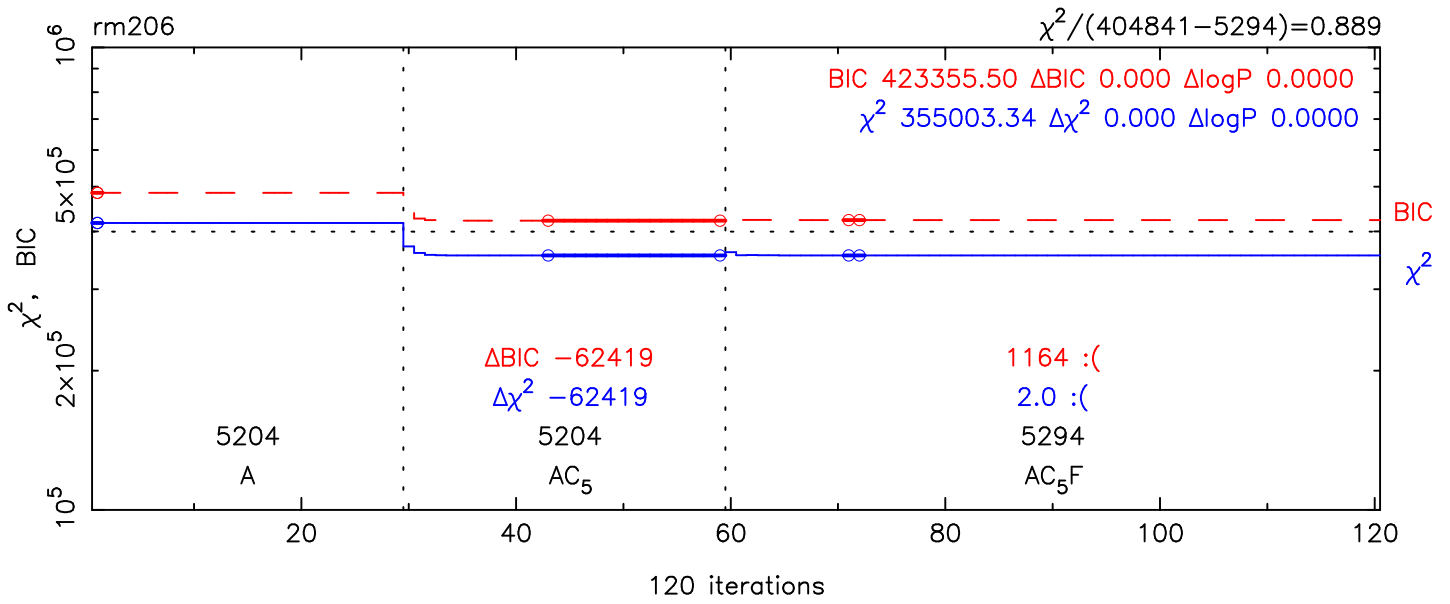 rm206
χ²/(404841−5294)=0.889
BIC 423355.50 ΔBIC 0.000 ΔlogP 0.0000
χ² 355003.34 Δχ² 0.000 ΔlogP 0.0000
10⁶
5×10⁵
2×10⁵
10⁵
χ², BIC
BIC
χ²
ΔBIC −62419
1164 :(
Δχ² −62419
2.0 :(
5204
5204
5294
A
AC₅
AC₅F
20
40
60
80
100
120
120 iterations